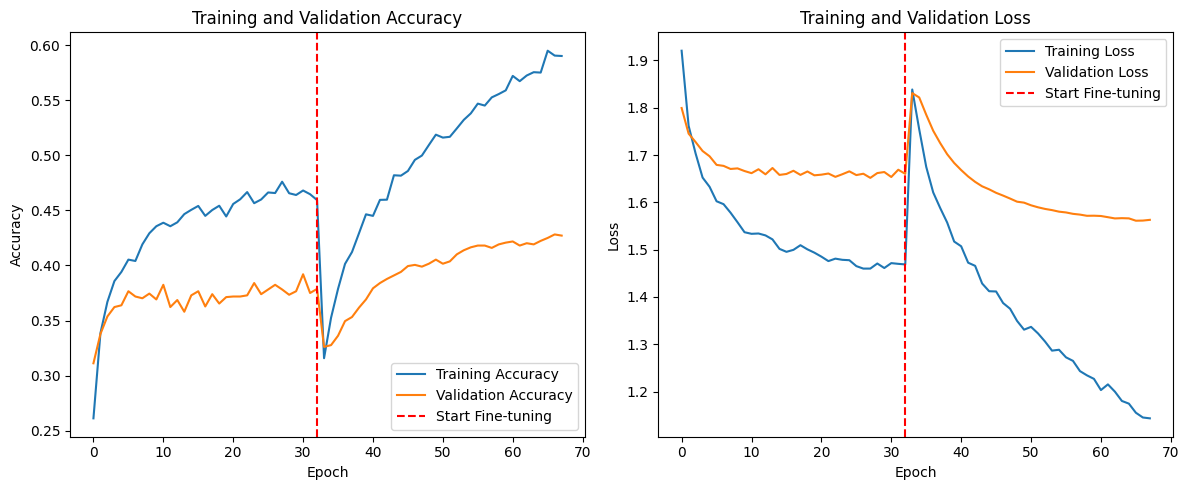 Training and Validation Accuracy
0.60
0.55
0.50
0.45
0.40
0.35
0.30
0.25
Accuracy
0
10
20
30
40
50
60
70
Epoch
Training Accuracy
Validation Accuracy
Start Fine-tuning
Training and Validation Loss
1.9
1.8
1.7
1.6
1.5
1.4
1.3
1.2
Loss
0
10
20
30
40
50
60
70
Epoch
Training Loss
Validation Loss
Start Fine-tuning